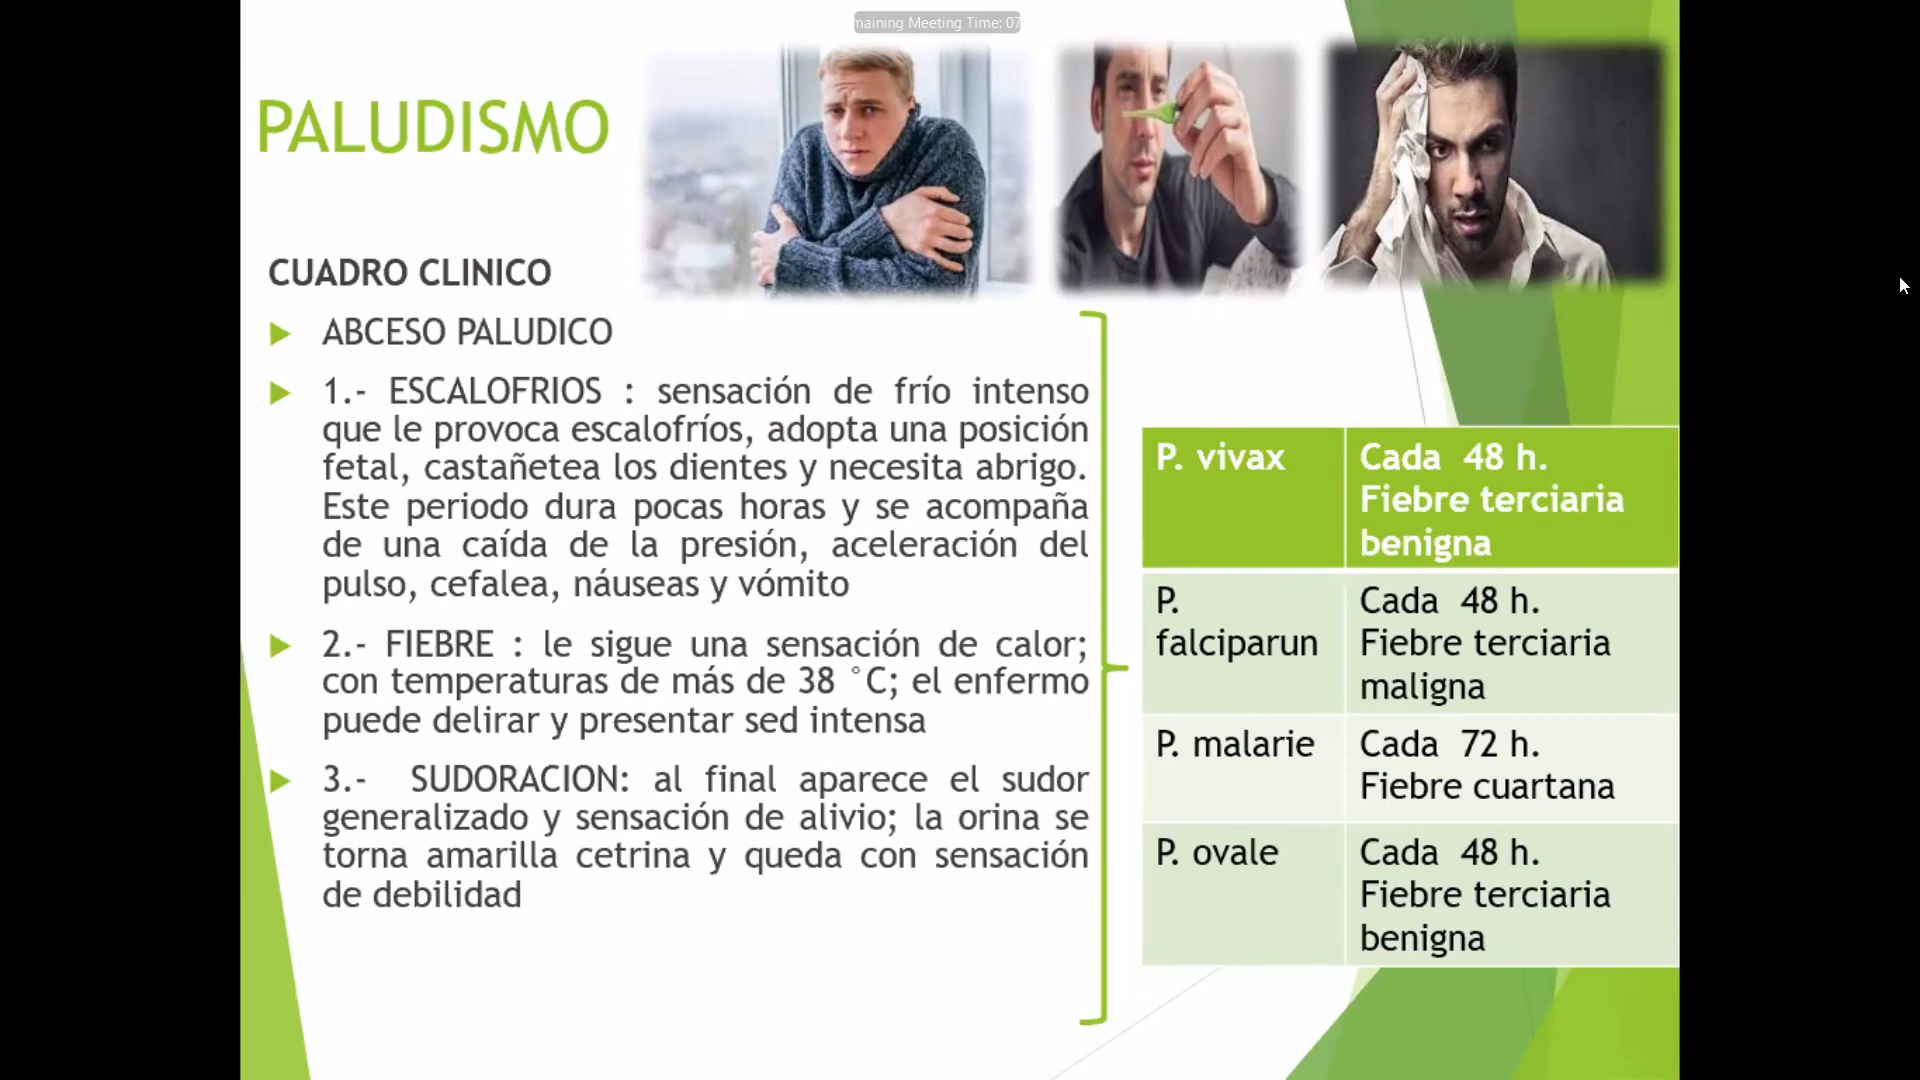 maining Meeting Time: 07
PALUDISMO
CUADRO CLINICO
ABCESO PALUDICO
1.- ESCALOFRIOS : sensación de frío intenso
que le provoca escalofríos, adopta una posición
fetal, castañetea los dientes y necesita abrigo.
Este periodo dura pocas horas y se acompaña
de una caída de la presión, aceleración del
pulso, cefalea, náuseas y vómito
2.- FIEBRE : le sigue una sensación de calor;
con temperaturas de más de 38 °C; el enfermo
puede delirar y presentar sed intensa
3.- SUDORACION: al final aparece el sudor
generalizado y sensación de alivio; la orina se
torna amarilla cetrina y queda con sensación
de debilidad
P. vivax
Cada 48 h.
Fiebre terciaria
benigna
P.
falciparun
Cada 48 h.
Fiebre terciaria
maligna
P. malarie
Cada 72 h.
Fiebre cuartana
P. ovale
Cada 48 h.
Fiebre terciaria
benigna